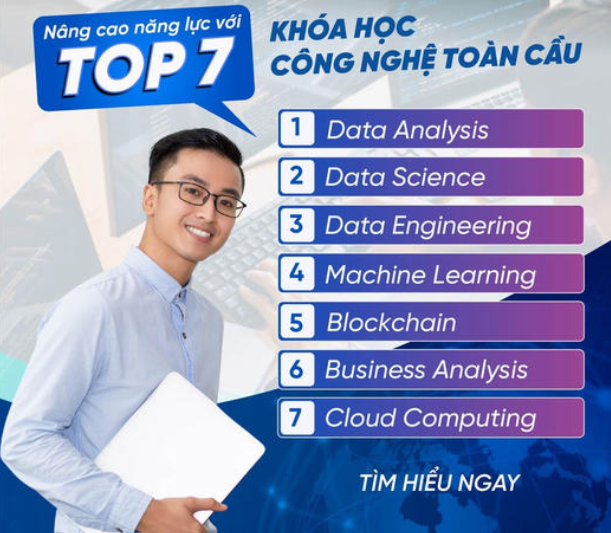 Nâng cao năng lực với
TOP 7
KHÓA HỌC
CÔNG NGHỆ TOÀN CẦU
1 Data Analysis
2 Data Science
3 Data Engineering
4 Machine Learning
5 Blockchain
6 Business Analysis
7 Cloud Computing
TÌM HIỂU NGAY